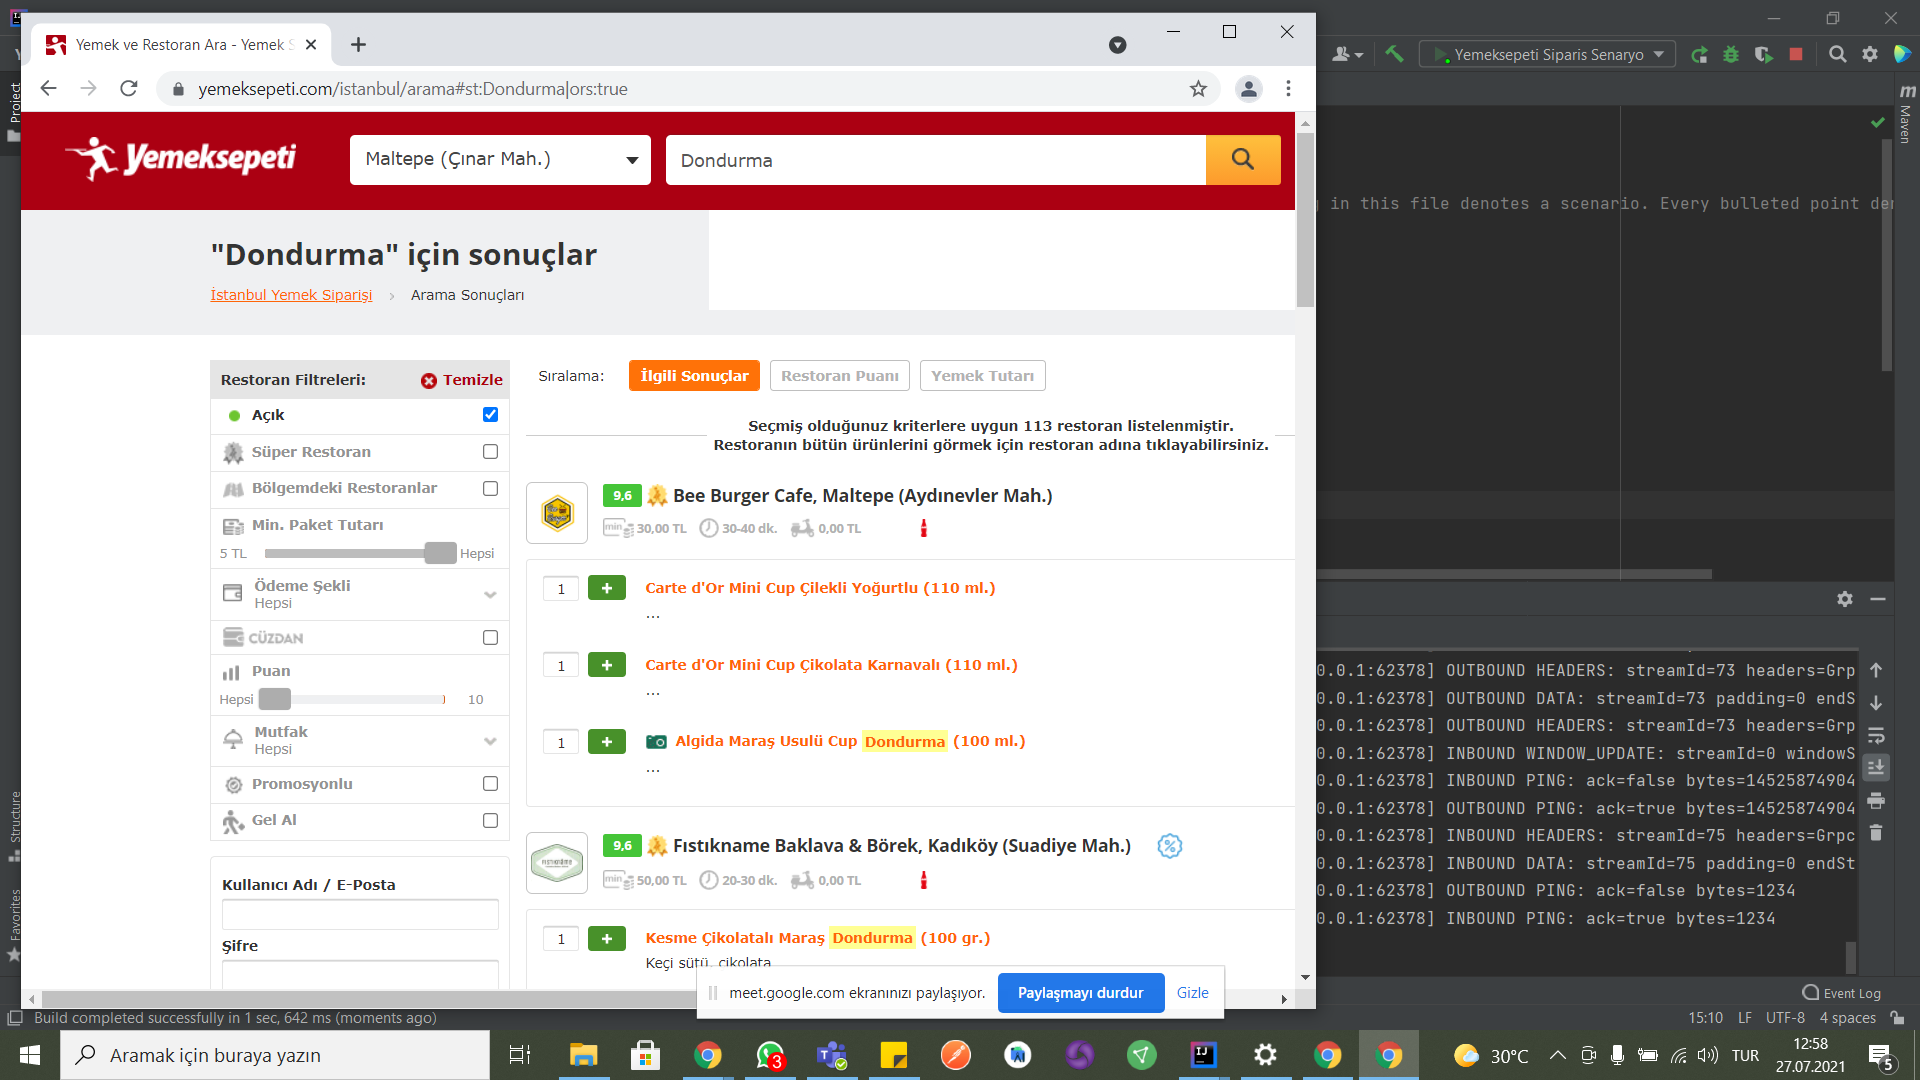 Yemek ve Restoran Ara - Yemek S
yemeksepeti.com/istanbul/arama#st:Dondurma|ors:true
Yemeksepeti
Maltepe (Çınar Mah.)
Dondurma
"Dondurma" için sonuçlar
İstanbul Yemek Siparişi › Arama Sonuçları
Restoran Filtreleri: Temizle
Açık
Süper Restoran
Bölgemdeki Restoranlar
Min. Paket Tutarı
5 TL Hepsi
Ödeme Şekli
Hepsi
CÜZDAN
Puan
Hepsi 10
Mutfak
Hepsi
Promosyonlu
Gel Al
Kullanıcı Adı / E-Posta
Şifre
Sıralama: İlgili Sonuçlar Restoran Puanı Yemek Tutarı
Seçmiş olduğunuz kriterlere uygun 113 restoran listelenmiştir.
Restoranın bütün ürünlerini görmek için restoran adına tıklayabilirsiniz.
9,6 Bee Burger Cafe, Maltepe (Aydınevler Mah.)
min 30,00 TL 30-40 dk. 0,00 TL
1 + Carte d'Or Mini Cup Çilekli Yoğurtlu (110 ml.)
...
1 + Carte d'Or Mini Cup Çikolata Karnavalı (110 ml.)
...
1 + Algida Maraş Usulü Cup Dondurma (100 ml.)
...
9,6 Fıstıkname Baklava & Börek, Kadıköy (Suadiye Mah.)
min 50,00 TL 20-30 dk. 0,00 TL
1 + Kesme Çikolatalı Maraş Dondurma (100 gr.)
Keçi sütü, çikolata
meet.google.com ekranınızı paylaşıyor. Paylaşmayı durdur Gizle
Project
Structure
Favorites
Yemeksepeti Siparis Senaryo
m Maven
in this file denotes a scenario. Every bulleted point den
0.0.1:62378] OUTBOUND HEADERS: streamId=73 headers=Grp
0.0.1:62378] OUTBOUND DATA: streamId=73 padding=0 endS
0.0.1:62378] OUTBOUND HEADERS: streamId=73 headers=Grp
0.0.1:62378] INBOUND WINDOW_UPDATE: streamId=0 windowS
0.0.1:62378] INBOUND PING: ack=false bytes=14525874904
0.0.1:62378] OUTBOUND PING: ack=true bytes=14525874904
0.0.1:62378] INBOUND HEADERS: streamId=75 headers=Grpc
0.0.1:62378] INBOUND DATA: streamId=75 padding=0 endSt
0.0.1:62378] OUTBOUND PING: ack=false bytes=1234
0.0.1:62378] INBOUND PING: ack=true bytes=1234
Event Log
Build completed successfully in 1 sec, 642 ms (moments ago)
15:10 LF UTF-8 4 spaces
Aramak için buraya yazın
3
IJ
30°C
TUR
12:58
27.07.2021
5